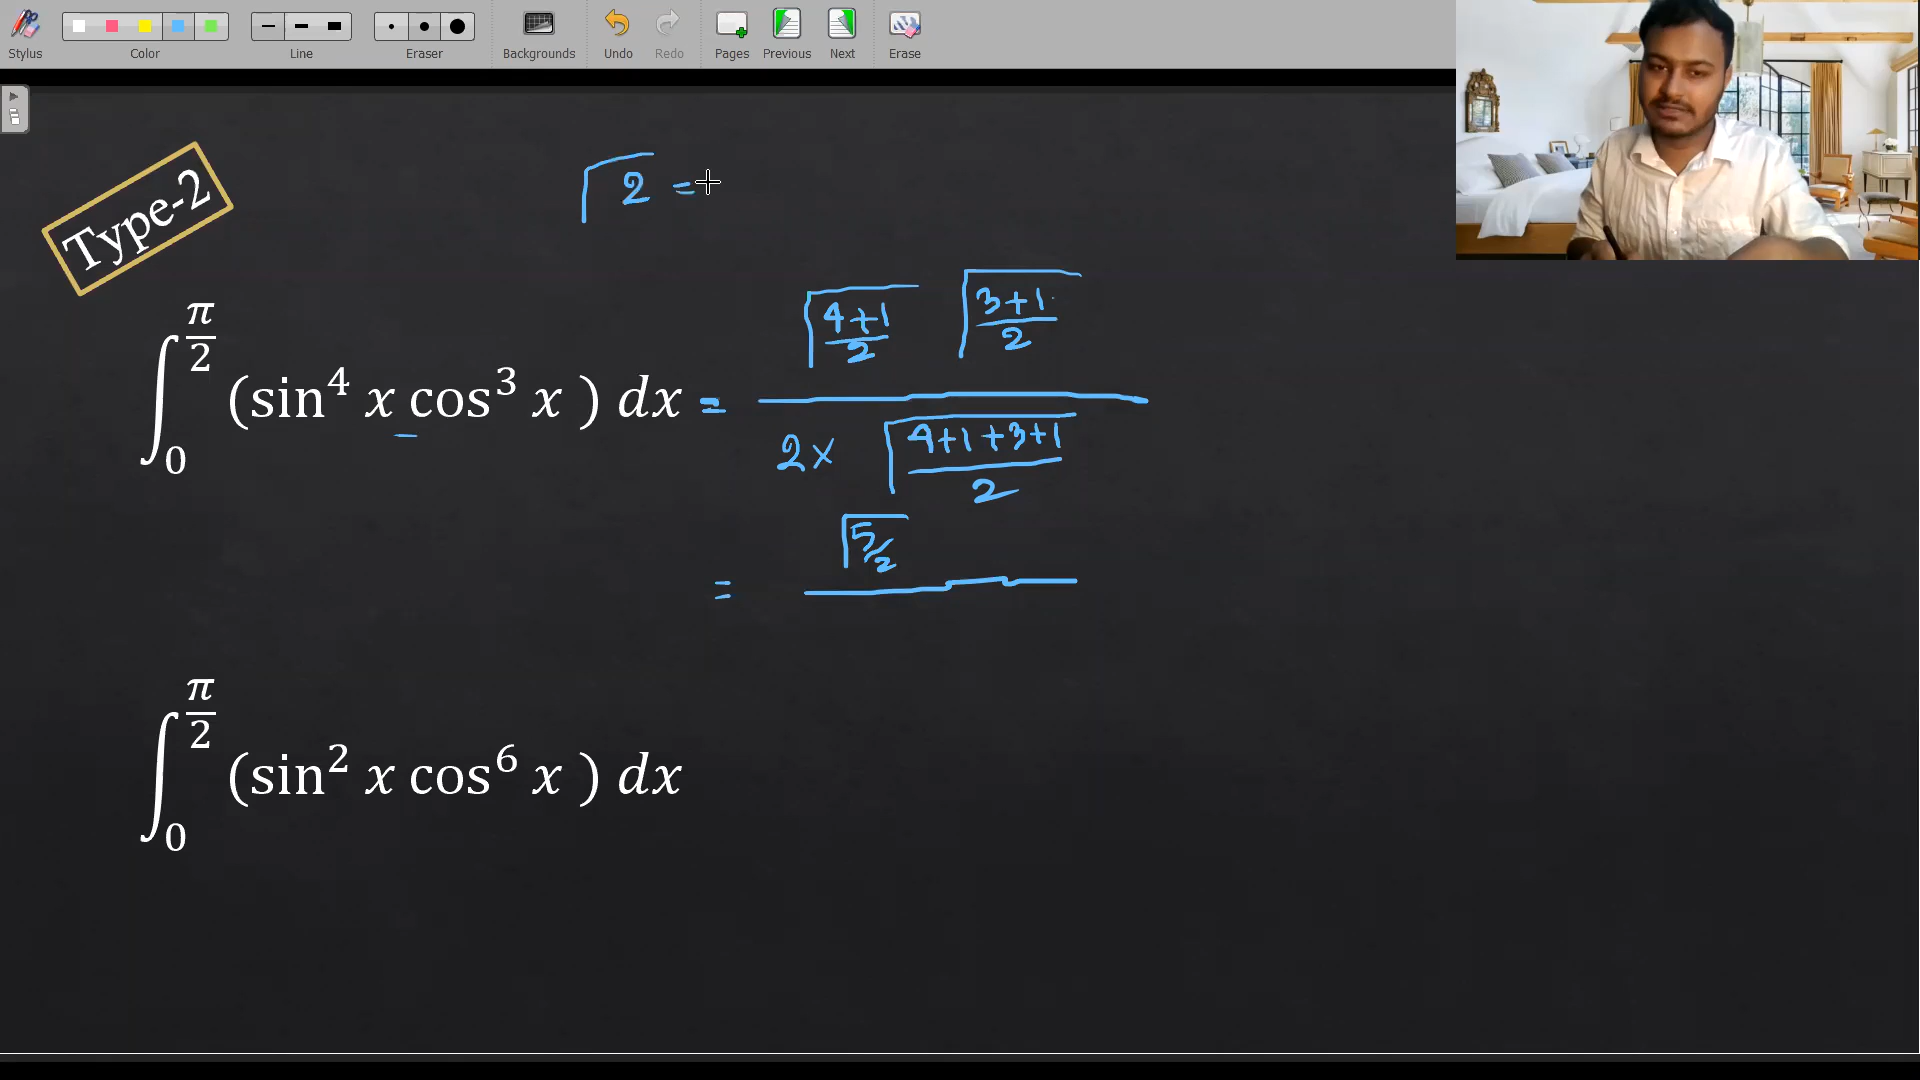 Stylus Color Line Eraser Backgrounds Undo Redo Pages Previous Next Erase
Type-2
Γ2 =
∫₀^(π/2) (sin⁴ x cos³ x ) dx = Γ((4+1)/2) Γ((3+1)/2) / (2× Γ((4+1+3+1)/2))
= Γ(5/2) /
∫₀^(π/2) (sin² x cos⁶ x ) dx